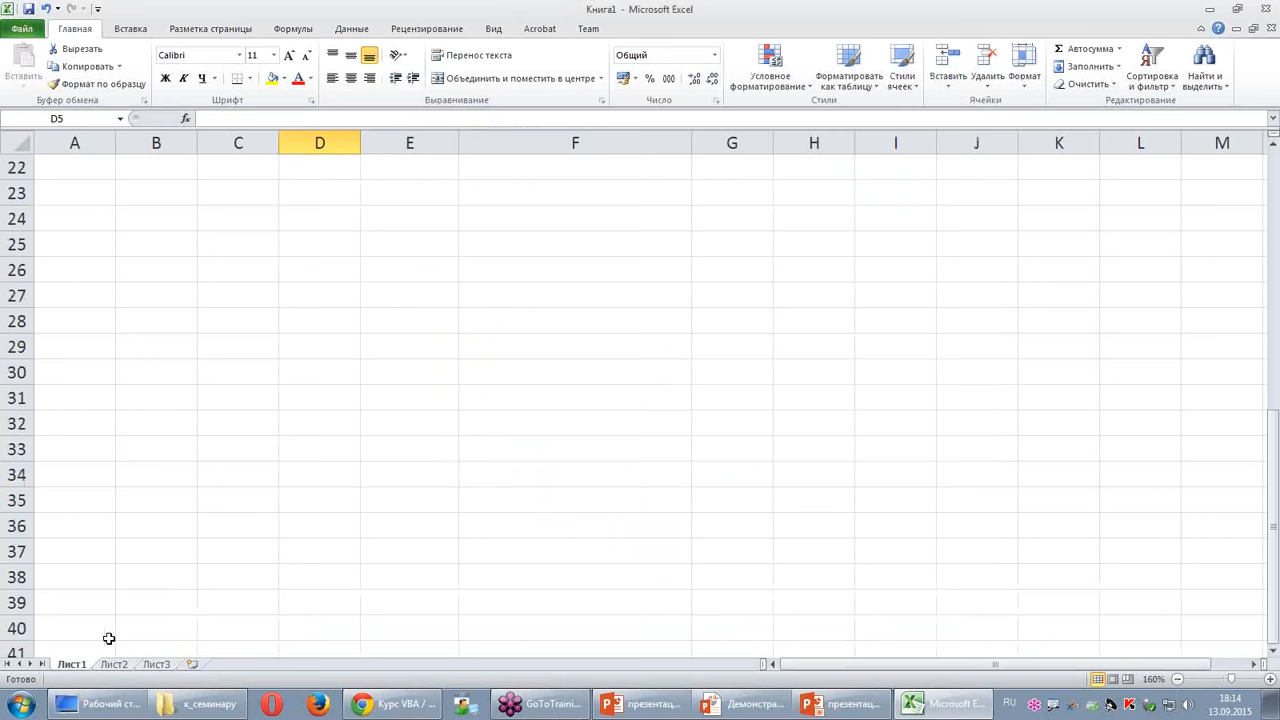 Книга1 - Microsoft Excel
Файл Главная Вставка Разметка страницы Формулы Данные Рецензирование Вид Acrobat Team
Вставить
Вырезать
Копировать
Формат по образцу
Буфер обмена
Calibri 11
Ж К Ч
Шрифт
Перенос текста
Объединить и поместить в центре
Выравнивание
Общий
% 000
Число
Условное форматирование
Форматировать как таблицу
Стили ячеек
Стили
Вставить Удалить Формат
Ячейки
Σ Автосумма
Заполнить
Очистить
Сортировка и фильтр
Найти и выделить
Редактирование
D5 fx
A B C D E F G H I J K L M
22
23
24
25
26
27
28
29
30
31
32
33
34
35
36
37
38
39
40
41
Лист1 Лист2 Лист3
Готово 160%
Рабочий ст... к_семинару Курс VBA / ... GoToTraini... презентац... Демонстра... презентац... Microsoft E... RU 18:14
13.09.2015